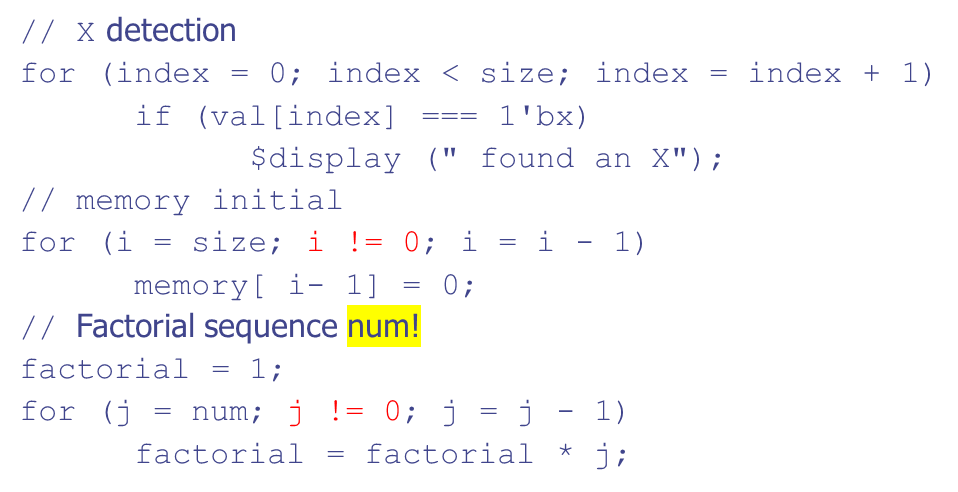 // X detection
for (index = 0; index < size; index = index + 1)
if (val[index] === 1'bx)
$display (" found an X");
// memory initial
for (i = size; i != 0; i = i - 1)
memory[ i- 1] = 0;
// Factorial sequence num!
factorial = 1;
for (j = num; j != 0; j = j - 1)
factorial = factorial * j;